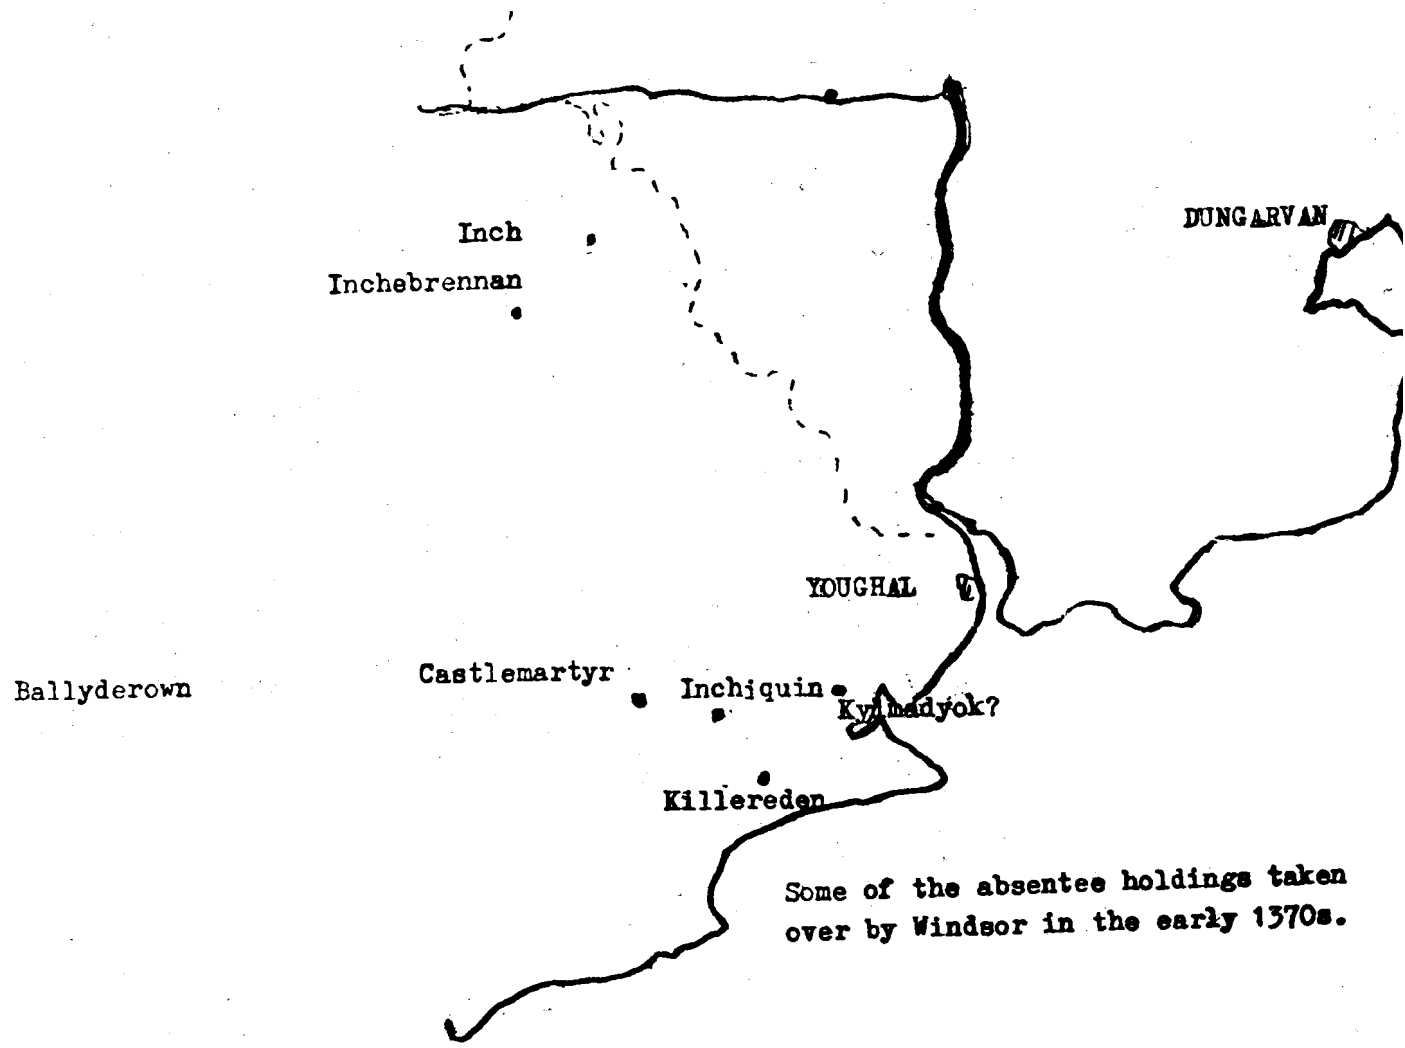 DUNGARVAN
Inch
Inchebrennan
YOUGHAL
Castlemartyr
Ballyderown
Inchiquin
Kynmadyok?
Killereden
Some of the absentee holdings taken
over by Windsor in the early 1370s.